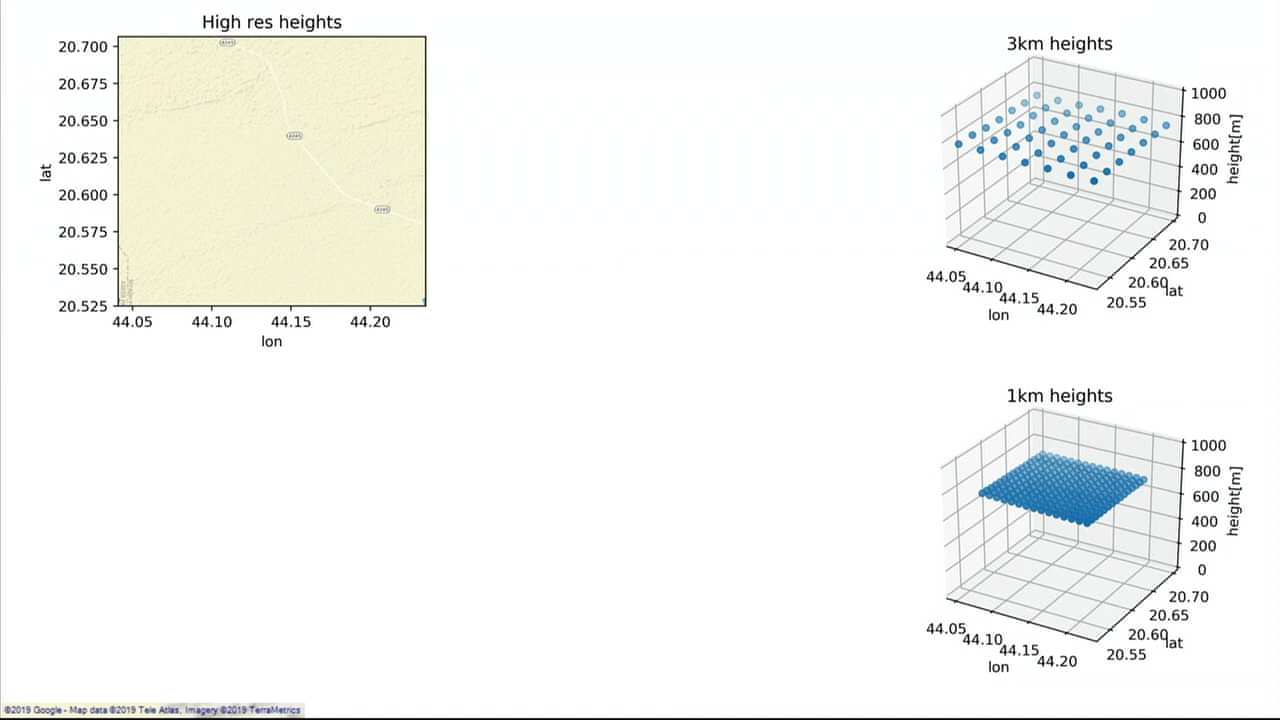 High res heights
20.700
20.675
20.650
20.625
20.600
20.575
20.550
20.525
lat
44.05 44.10 44.15 44.20
lon
3km heights
1000
800
600
400
200
0
height[m]
20.70
20.65
20.60
20.55
lat
44.05
44.10
44.15
44.20
lon
1km heights
1000
800
600
400
200
0
height[m]
20.70
20.65
20.60
20.55
lat
44.05
44.10
44.15
44.20
lon
©2019 Google - Map data ©2019 Tele Atlas, Imagery ©2019 TerraMetrics